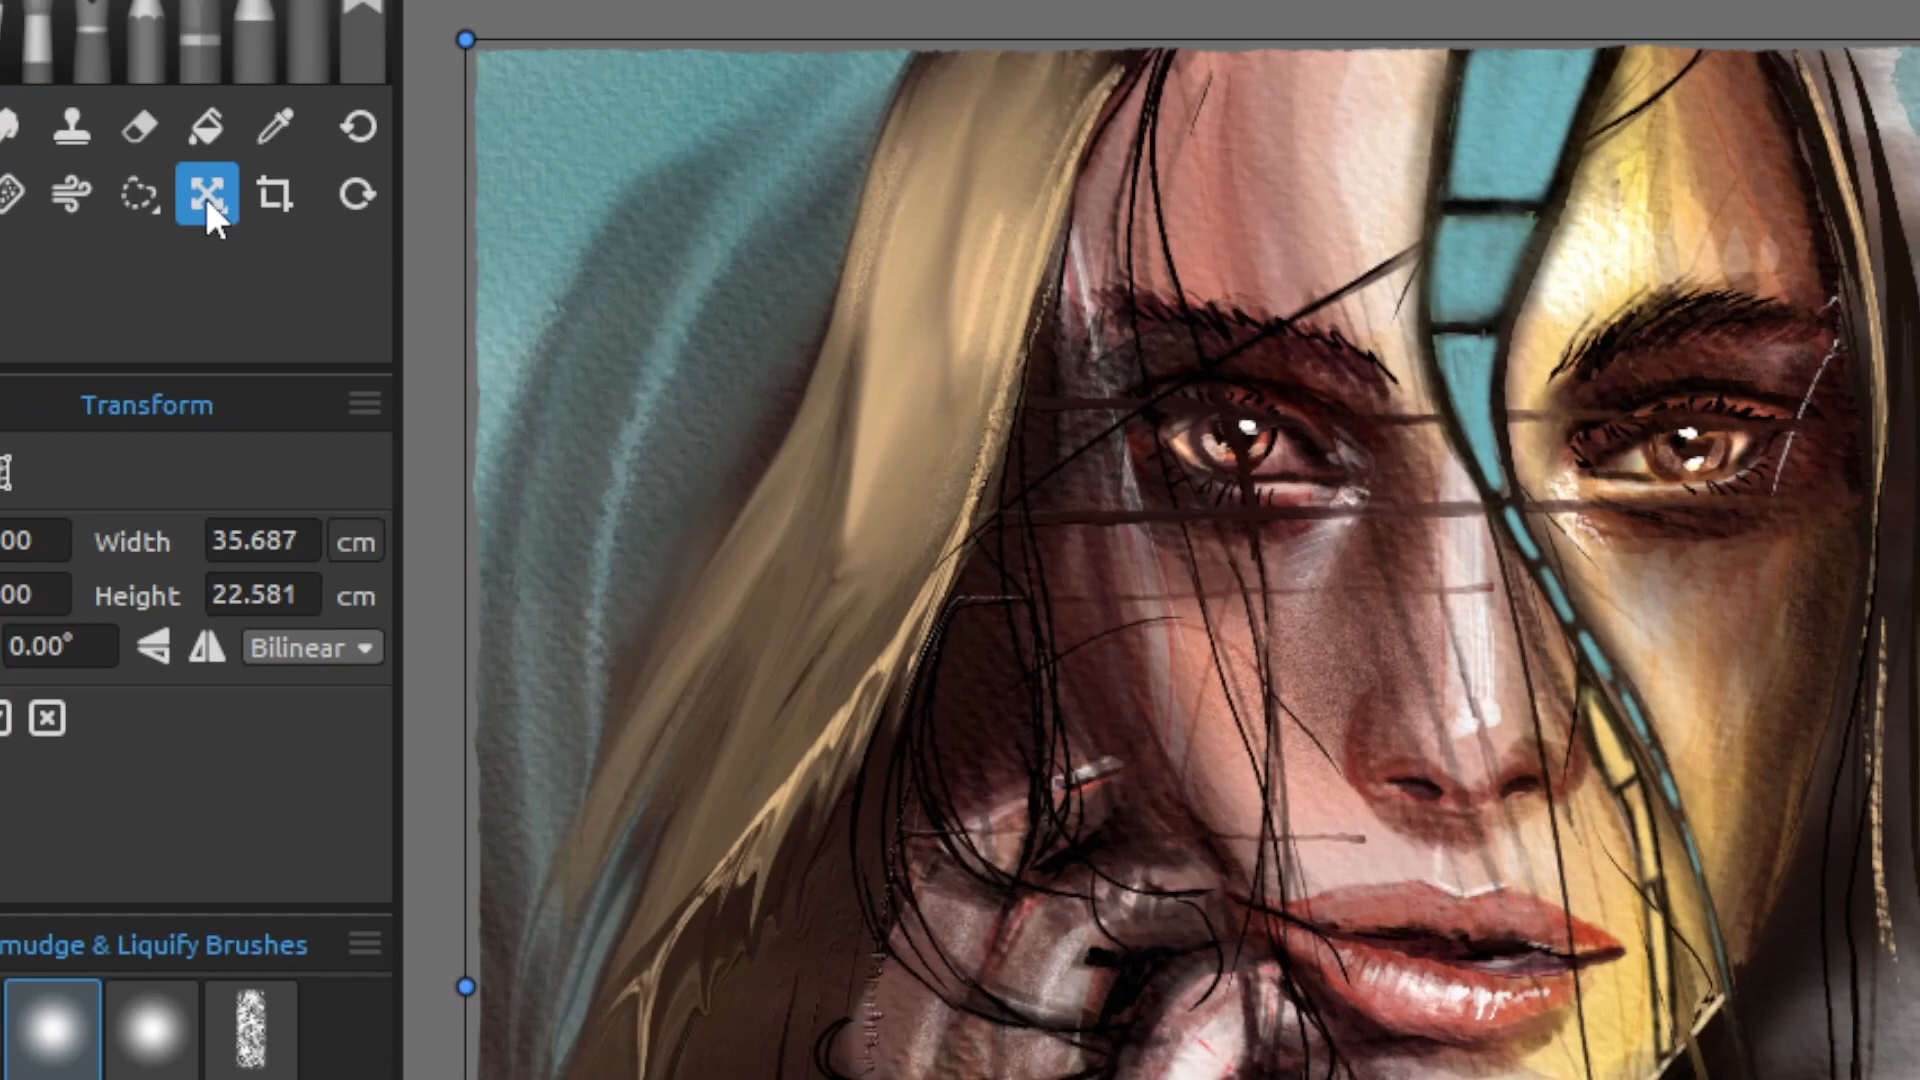 Transform
00 Width 35.687 cm
00 Height 22.581 cm
0.00° Bilinear
mudge & Liquify Brushes